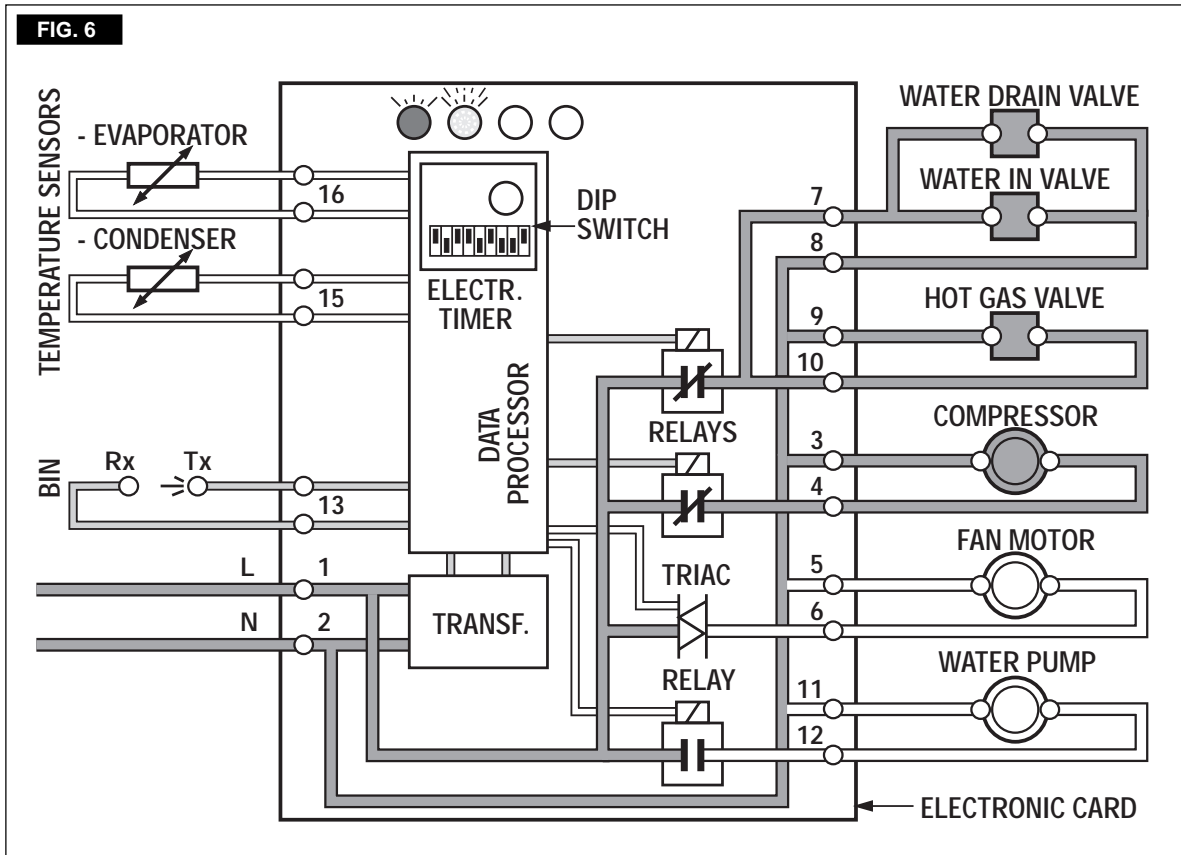 FIG. 6
TEMPERATURE SENSORS
- EVAPORATOR
16
- CONDENSER
15
BIN
Rx
Tx
13
L
1
N
2
DIP
SWITCH
ELECTR.
TIMER
DATA
PROCESSOR
TRANSF.
RELAYS
TRIAC
RELAY
7
8
9
10
3
4
5
6
11
12
WATER DRAIN VALVE
WATER IN VALVE
HOT GAS VALVE
COMPRESSOR
FAN MOTOR
WATER PUMP
ELECTRONIC CARD